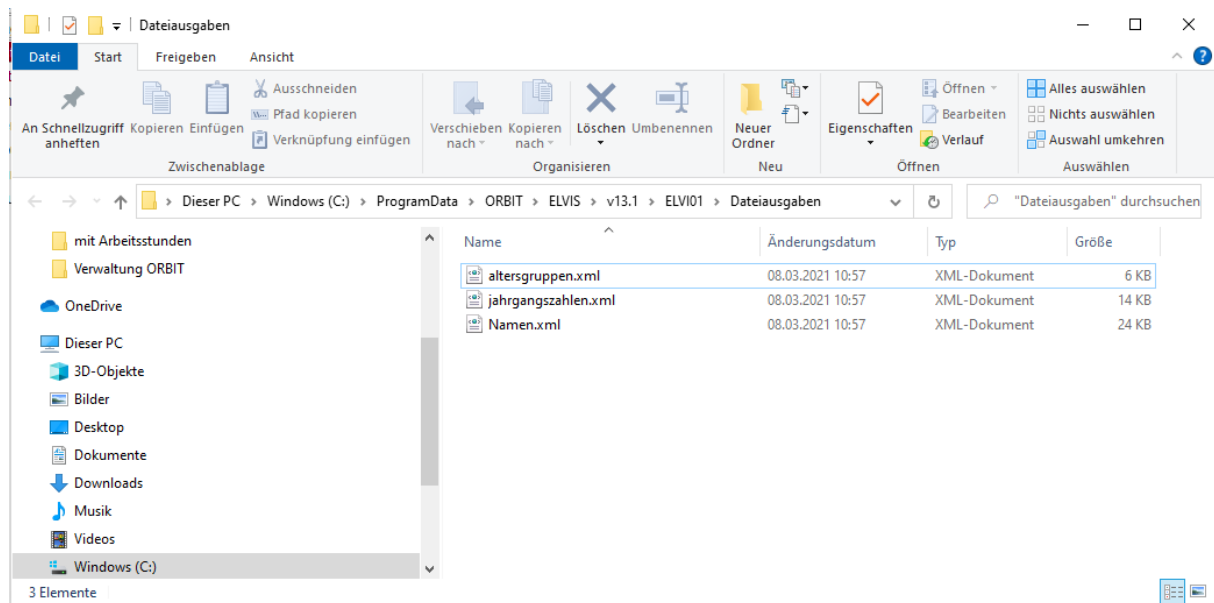 Dateiausgaben
Datei Start Freigeben Ansicht
An Schnellzugriff anheften
Kopieren
Einfügen
Ausschneiden
Pfad kopieren
Verknüpfung einfügen
Zwischenablage
Verschieben nach
Kopieren nach
Löschen
Umbenennen
Organisieren
Neuer Ordner
Neu
Eigenschaften
Öffnen
Bearbeiten
Verlauf
Öffnen
Alles auswählen
Nichts auswählen
Auswahl umkehren
Auswählen
Dieser PC > Windows (C:) > ProgramData > ORBIT > ELVIS > v13.1 > ELVI01 > Dateiausgaben
"Dateiausgaben" durchsuchen
mit Arbeitsstunden
Verwaltung ORBIT
OneDrive
Dieser PC
3D-Objekte
Bilder
Desktop
Dokumente
Downloads
Musik
Videos
Windows (C:)
Name Änderungsdatum Typ Größe
altersgruppen.xml 08.03.2021 10:57 XML-Dokument 6 KB
jahrgangszahlen.xml 08.03.2021 10:57 XML-Dokument 14 KB
Namen.xml 08.03.2021 10:57 XML-Dokument 24 KB
3 Elemente